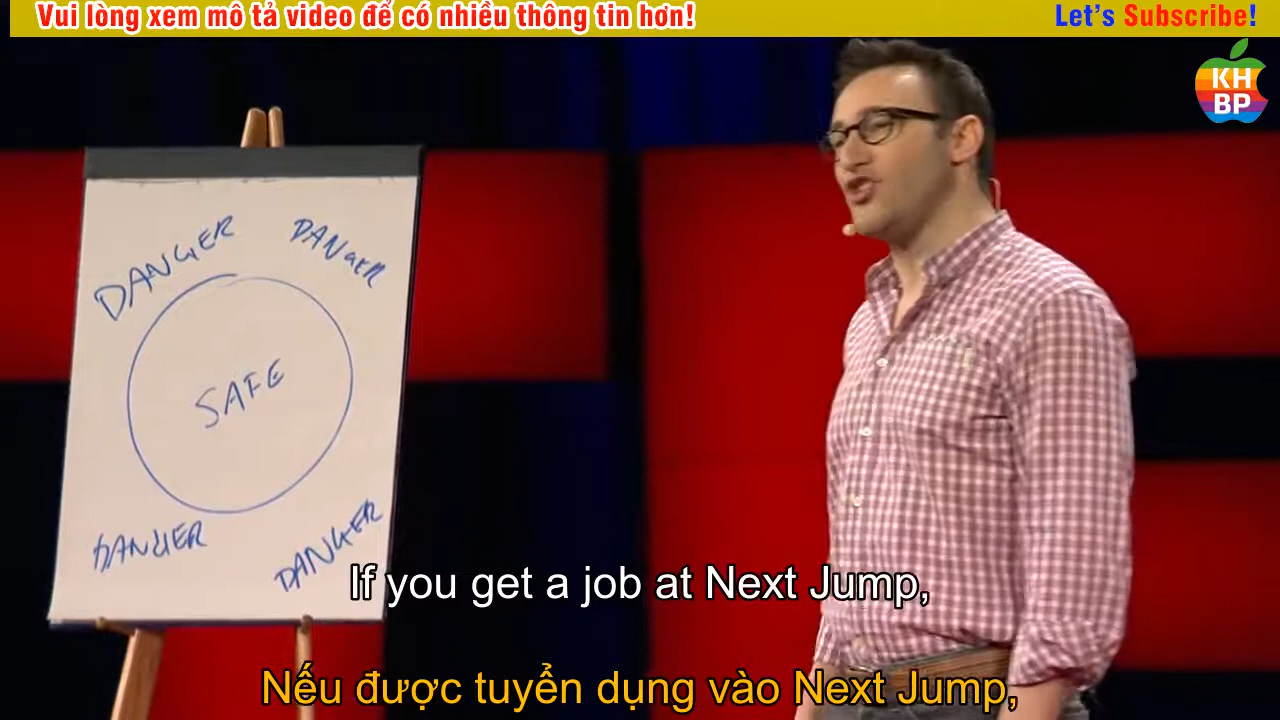 Vui lòng xem mô tả video để có nhiều thông tin hơn!
Let's Subscribe!
KH
BP
DANGER
DANGER
SAFE
DANGER
DANGER
If you get a job at Next Jump,
Nếu được tuyển dụng vào Next Jump,